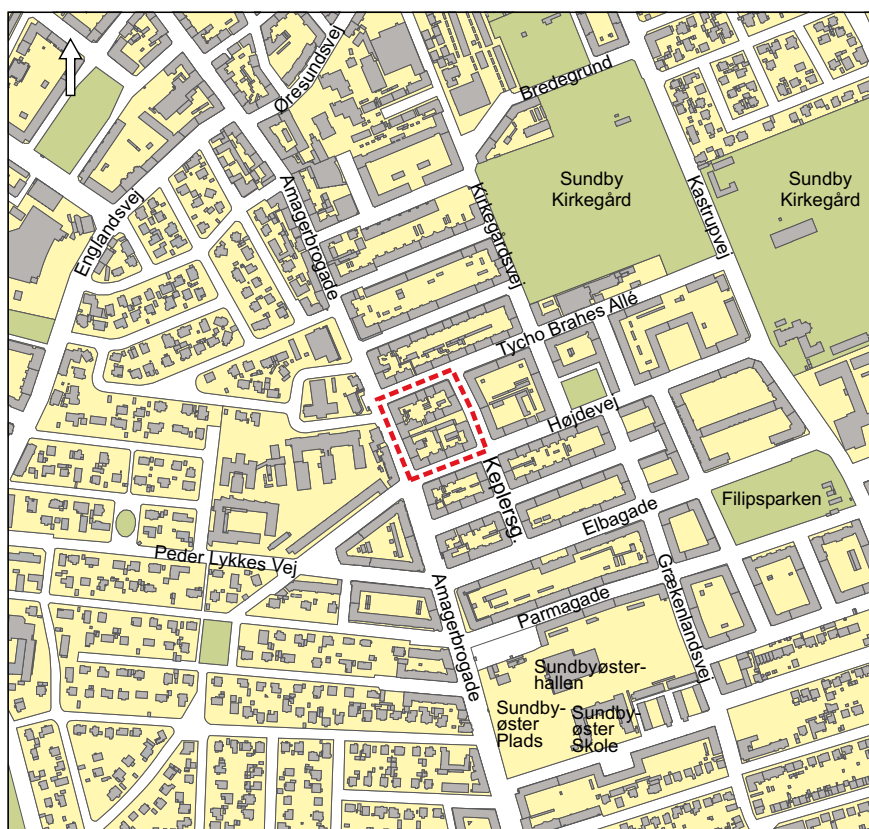 Øresundsvej
Bredegrund
Sundby
Kirkegård
Sundby
Kirkegård
Englandsvej
Amagerbrogade
Kirkegårdsvej
Kastrupvej
Tycho Brahes Allé
Højdevej
Keplersg.
Elbagade
Filipsparken
Peder Lykkes Vej
Amagerbrogade
Parmagade
Grækenlandsvej
Sundbyøster-
hallen
Sundby-
øster
Plads
Sundby-
øster
Skole